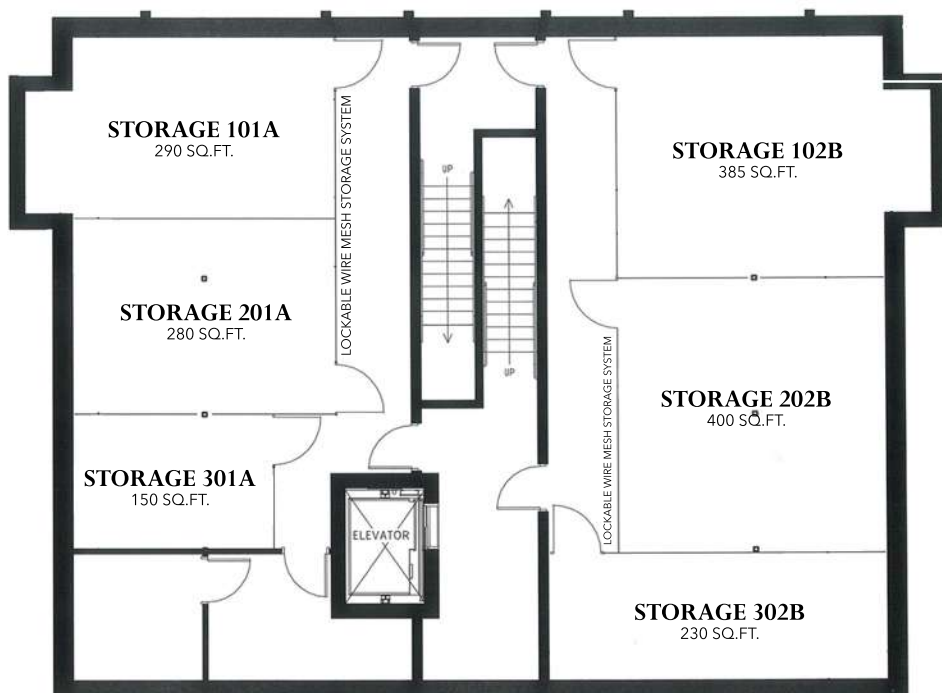 STORAGE 101A
290 SQ.FT.
LOCKABLE WIRE MESH STORAGE SYSTEM
STORAGE 102B
385 SQ.FT.
UP
STORAGE 201A
280 SQ.FT.
UP
STORAGE 202B
400 SQ.FT.
LOCKABLE WIRE MESH STORAGE SYSTEM
STORAGE 301A
150 SQ.FT.
ELEVATOR
STORAGE 302B
230 SQ.FT.